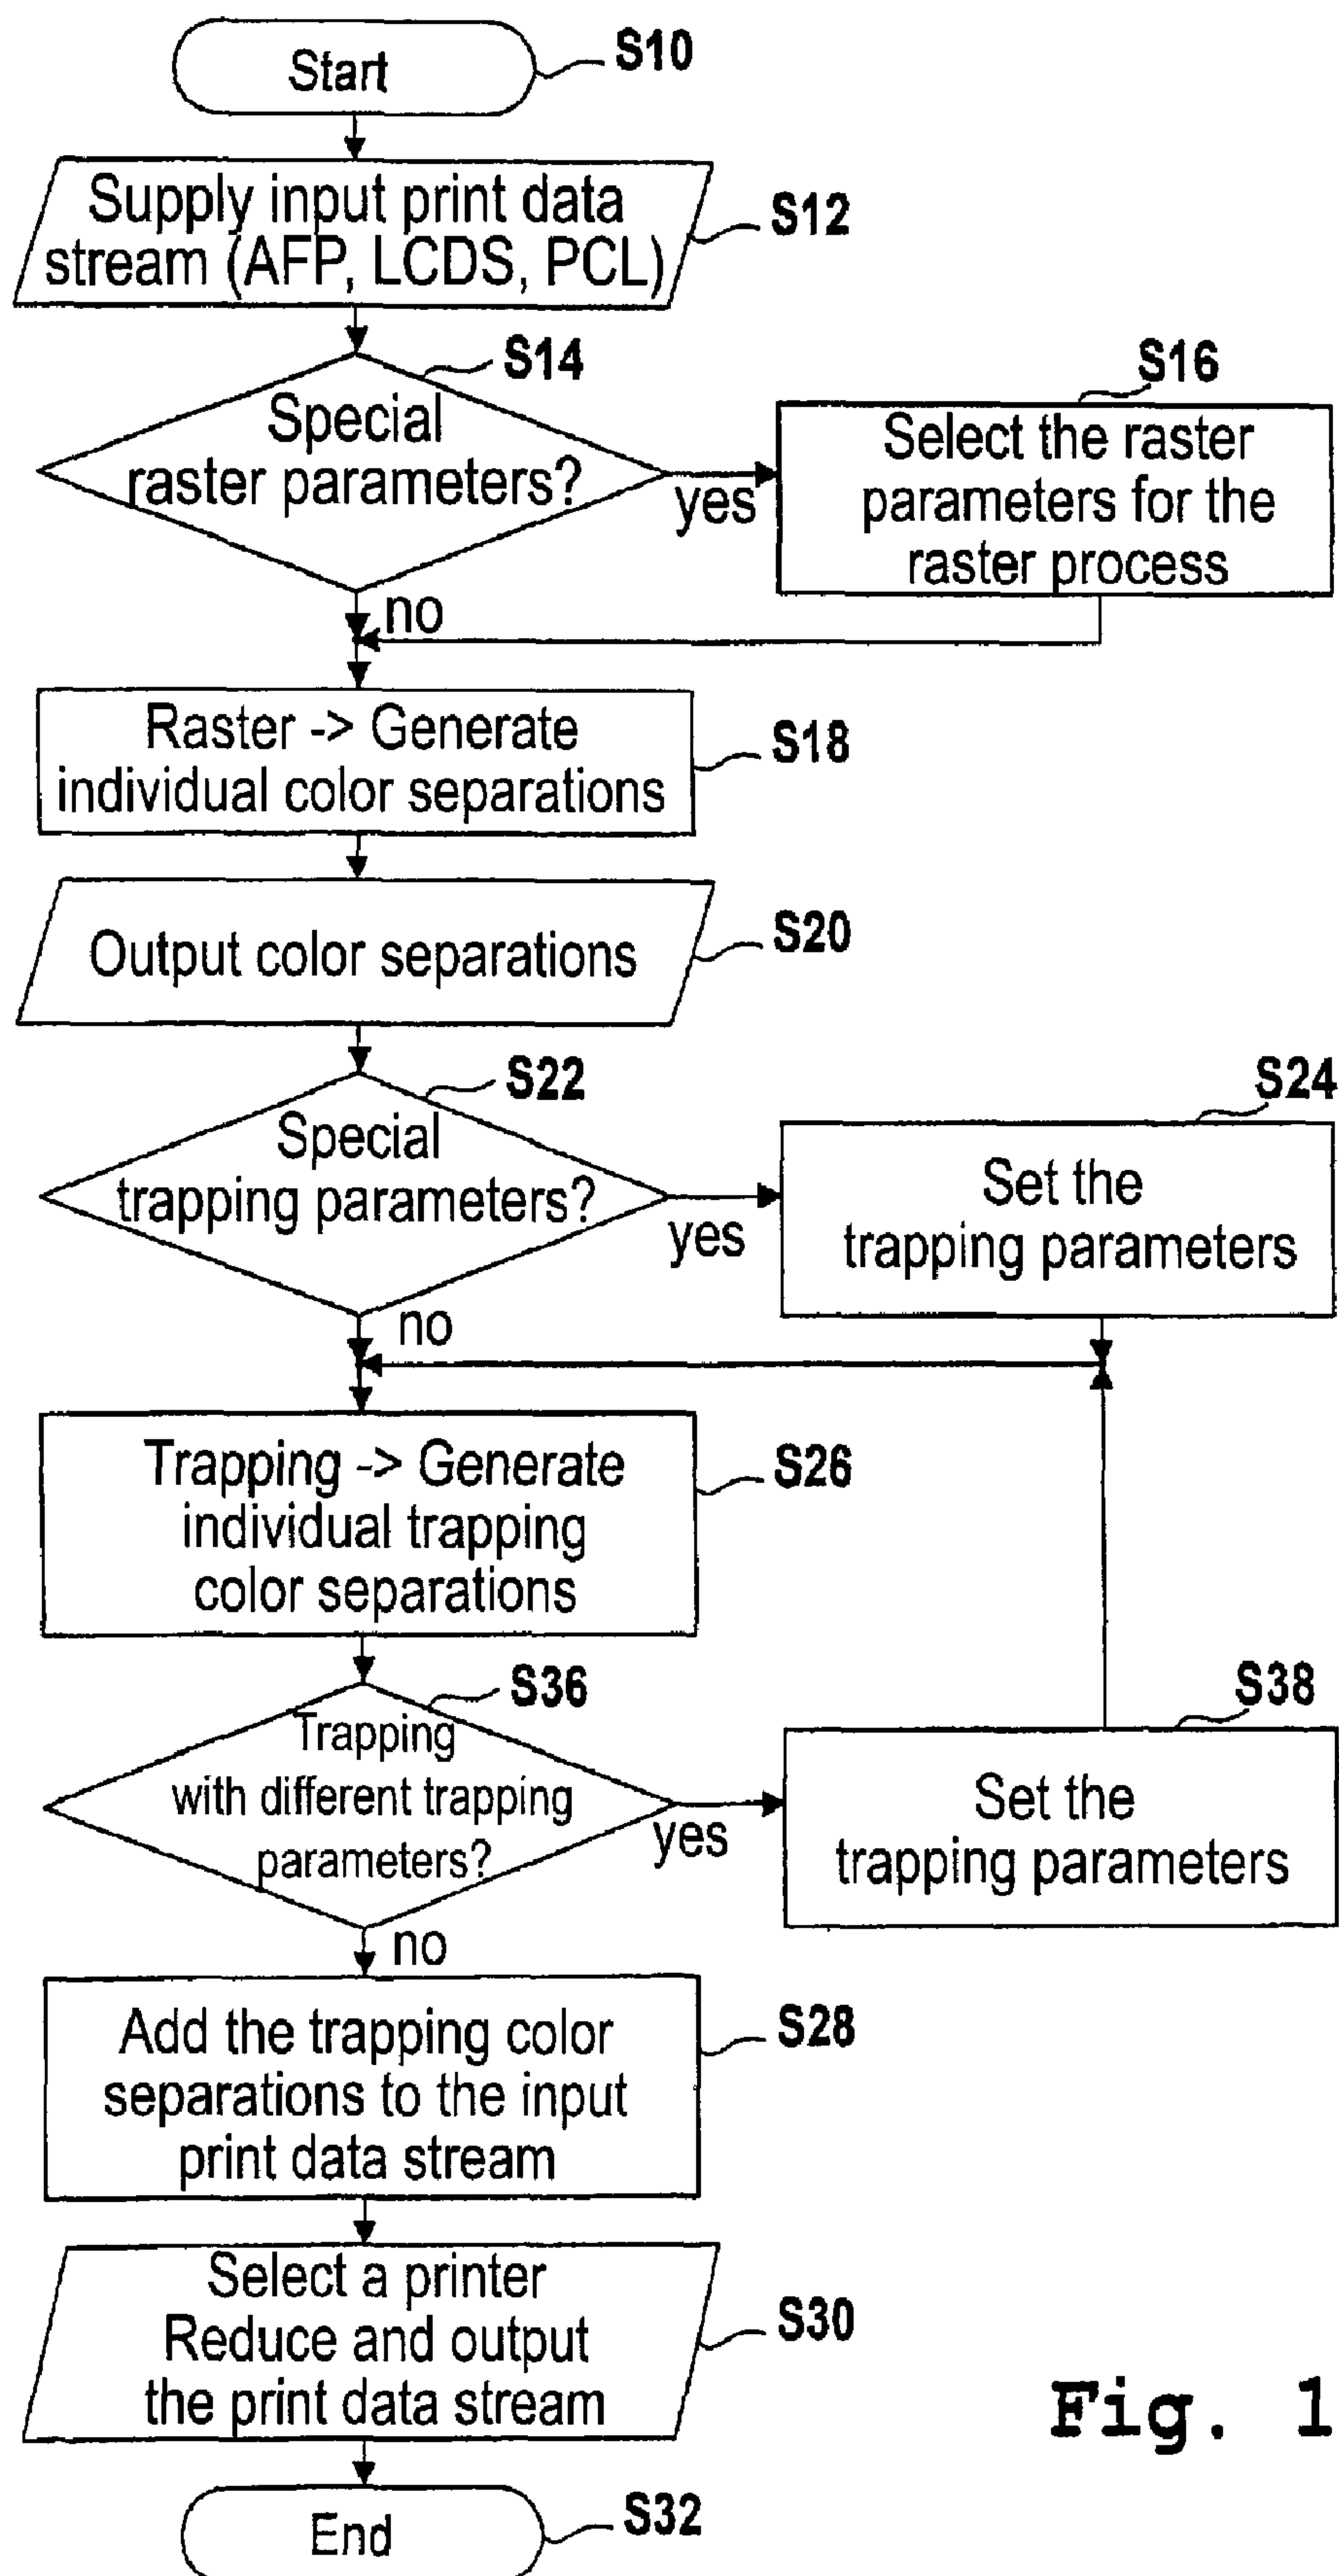 Start
S10
Supply input print data
stream (AFP, LCDS, PCL)
S12
S14
Special
raster parameters?
yes
no
S16
Select the raster
parameters for the
raster process
Raster -> Generate
individual color separations
S18
Output color separations
S20
S22
Special
trapping parameters?
yes
no
S24
Set the
trapping parameters
Trapping -> Generate
individual trapping
color separations
S26
S36
Trapping
with different trapping
parameters?
yes
no
S38
Set the
trapping parameters
Add the trapping color
separations to the input
print data stream
S28
Select a printer
Reduce and output
the print data stream
S30
End
S32
Fig. 1